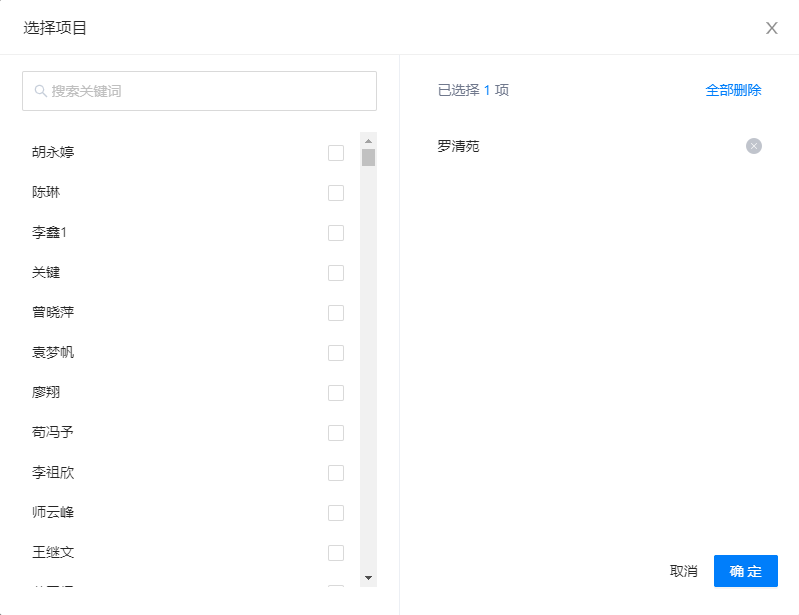 选择项目
X
搜索关键词
胡永婷
陈琳
李鑫1
关键
曾晓萍
袁梦帆
廖翔
苟冯予
李祖欣
师云峰
王继文
已选择 1 项
全部删除
罗清苑
取消
确 定